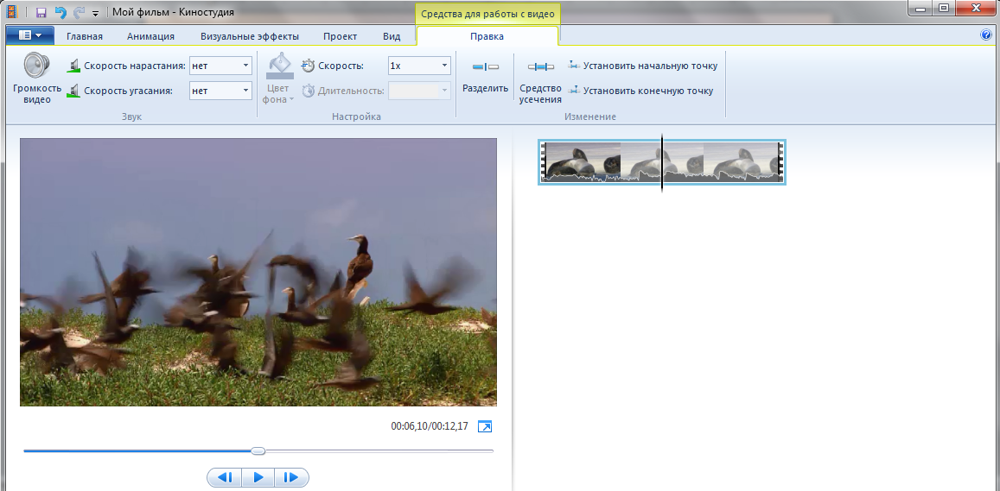 Мой фильм - Киностудия
Средства для работы с видео
Главная
Анимация
Визуальные эффекты
Проект
Вид
Правка
Громкость видео
Скорость нарастания: нет
Скорость угасания: нет
Звук
Цвет фона
Скорость: 1x
Длительность:
Настройка
Разделить
Средство усечения
Установить начальную точку
Установить конечную точку
Изменение
00:06,10/00:12,17